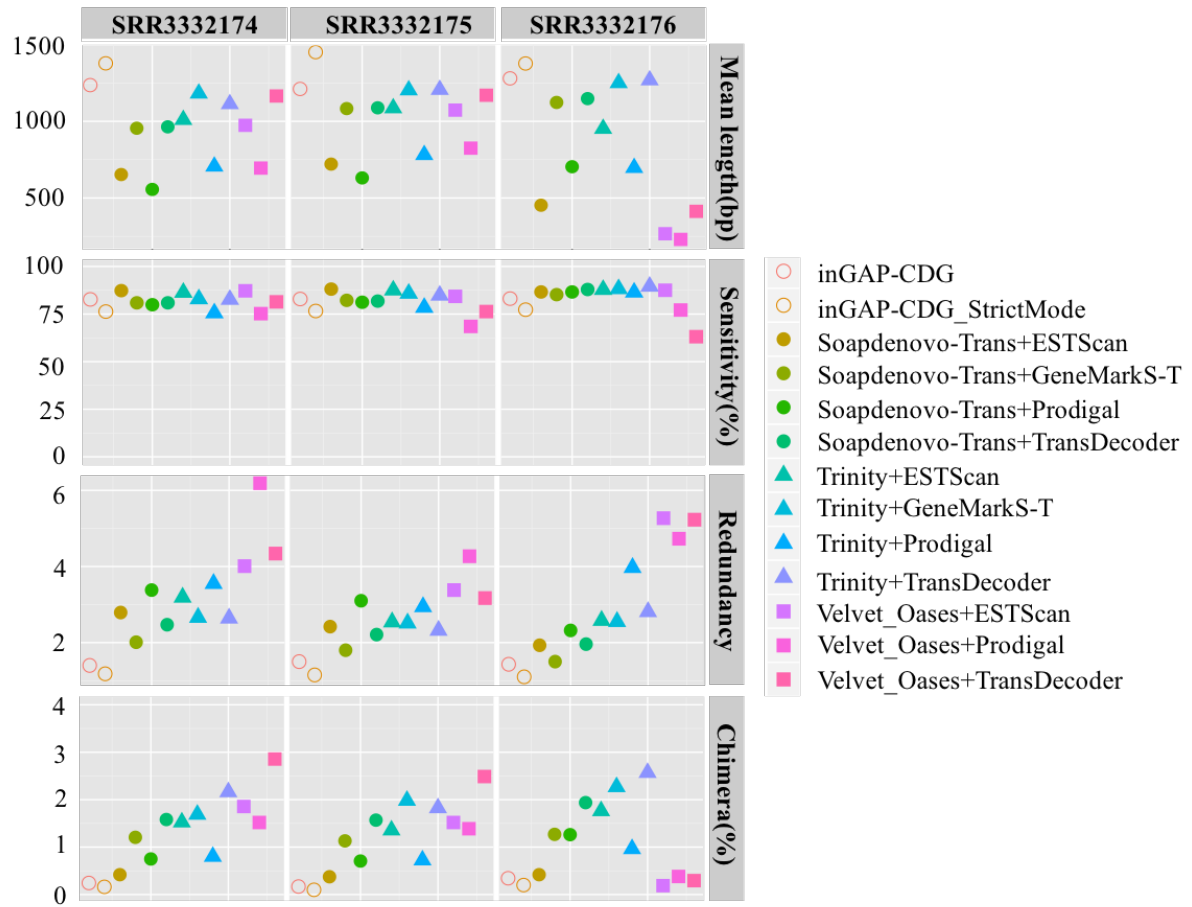 SRR3332174
SRR3332175
SRR3332176
1500
1000
500
Mean length(bp)
100
75
50
25
0
Sensitivity(%)
6
4
2
Redundancy
4
3
2
1
0
Chimera(%)
inGAP-CDG
inGAP-CDG_StrictMode
Soapdenovo-Trans+ESTScan
Soapdenovo-Trans+GeneMarkS-T
Soapdenovo-Trans+Prodigal
Soapdenovo-Trans+TransDecoder
Trinity+ESTScan
Trinity+GeneMarkS-T
Trinity+Prodigal
Trinity+TransDecoder
Velvet_Oases+ESTScan
Velvet_Oases+Prodigal
Velvet_Oases+TransDecoder